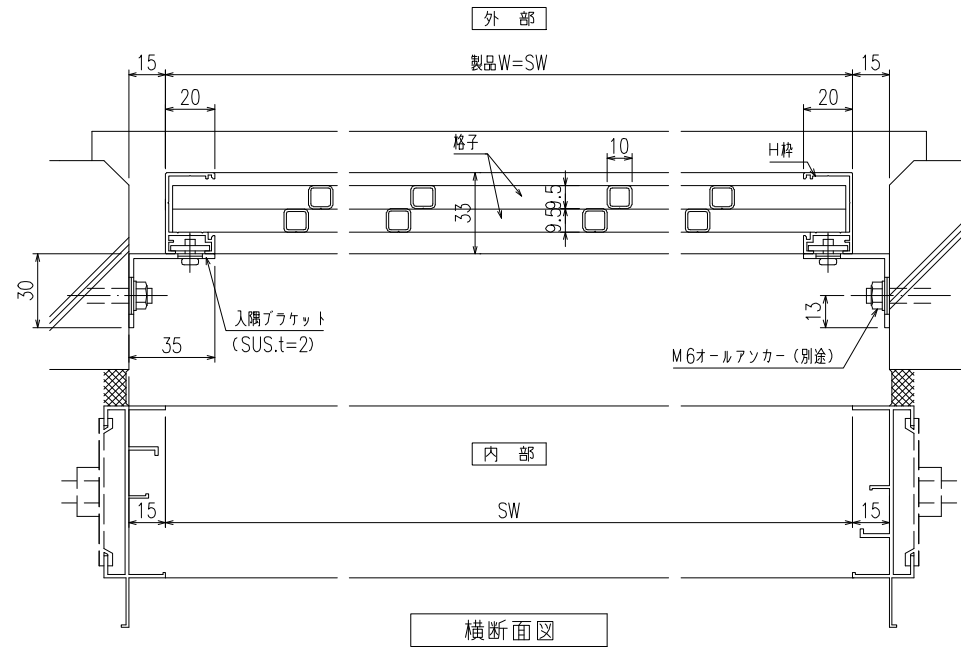 外 部
15
製品W=SW
15
20
20
格子
10
H枠
33
9.5
9.5
30
13
入隅ブラケット
(SUS.t=2)
35
M6オールアンカー(別途)
内 部
15
SW
15
横断面図